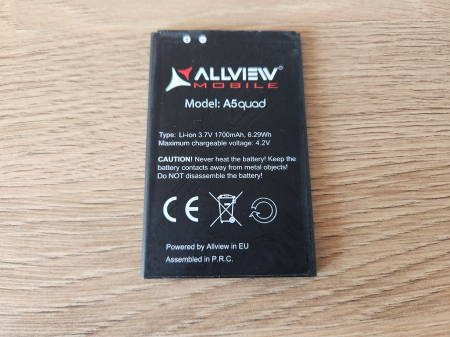 ALLVIEW®
MOBILE
Model: A5quad
Type: Li-ion 3.7V 1700mAh, 6.29Wh
Maximum chargeable voltage: 4.2V
CAUTION! Never heat the battery! Keep the
battery contacts away from metal objects!
Do NOT disassemble the battery!
CE
Powered by Allview in EU
Assembled in P.R.C.